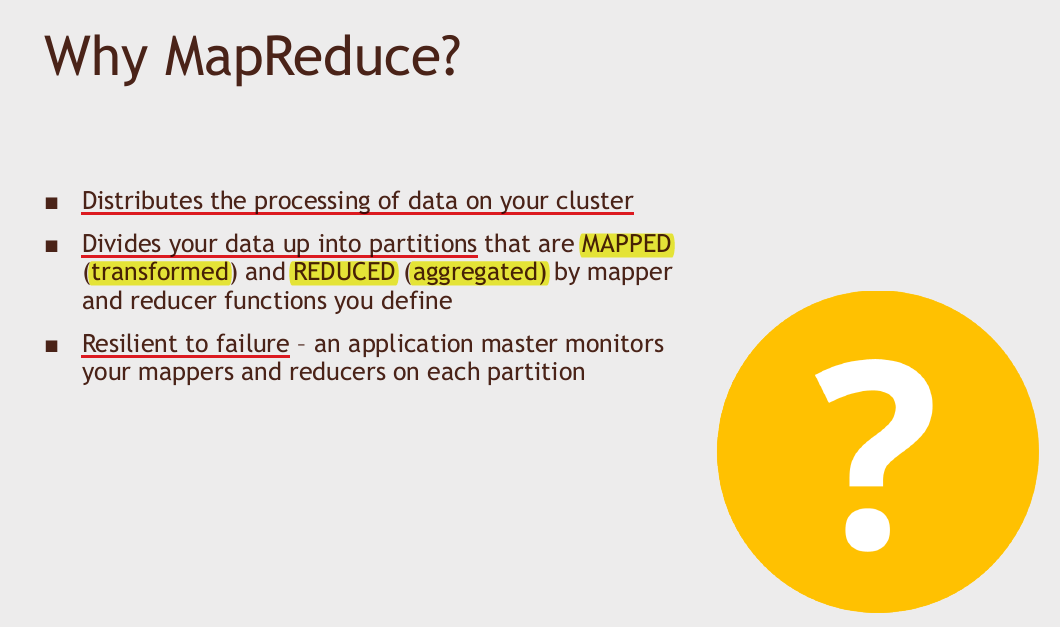 Why MapReduce?
▪ Distributes the processing of data on your cluster
▪ Divides your data up into partitions that are MAPPED
(transformed) and REDUCED (aggregated) by mapper
and reducer functions you define
▪ Resilient to failure – an application master monitors
your mappers and reducers on each partition
?